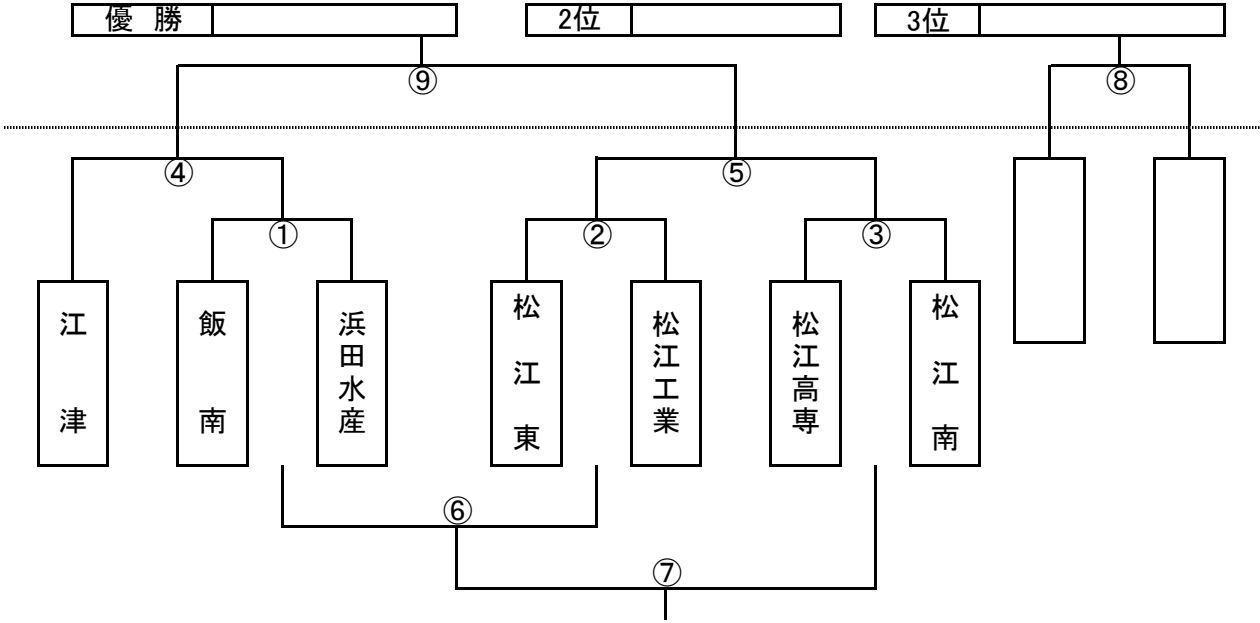 優 勝
2位
3位
⑨
⑧
④
⑤
①
②
③
江津
飯南
浜田水産
松江東
松江工業
松江高専
松江南
⑥
⑦